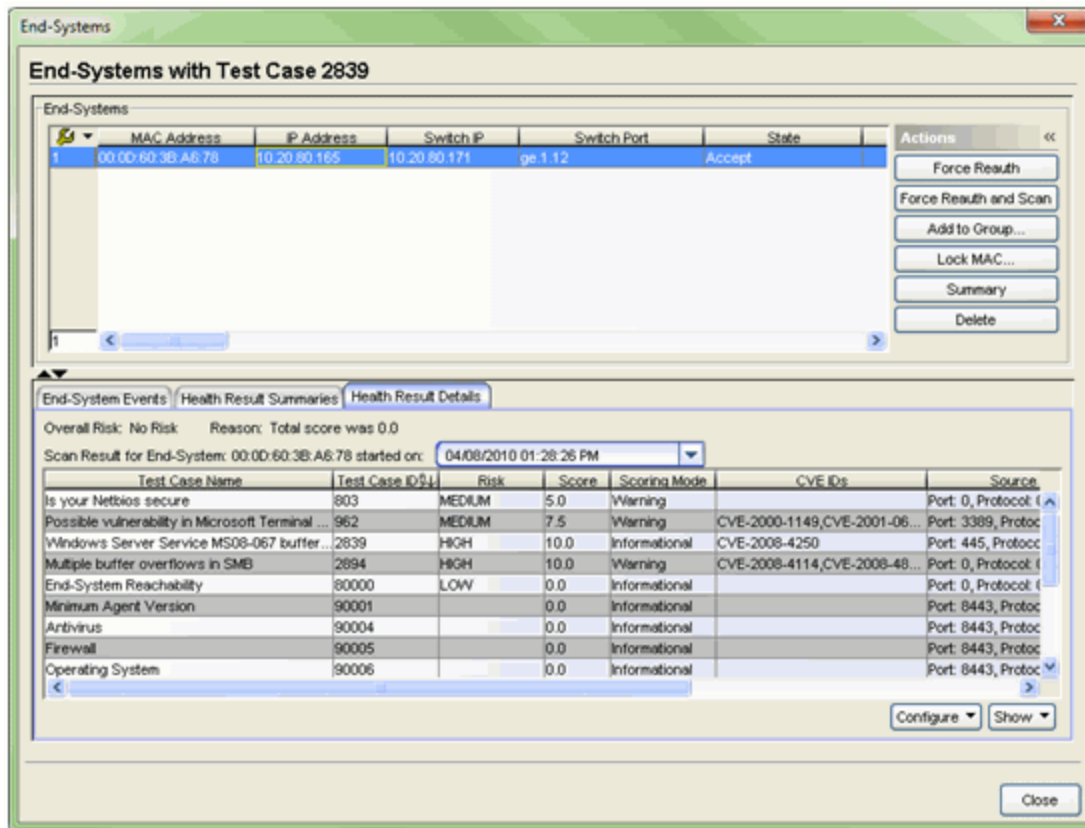 End-Systems
End-Systems with Test Case 2839
End-Systems
MAC Address IP Address Switch IP Switch Port State
1 00:0D:60:3B:A6:78 10.20.80.165 10.20.80.171 ge.1.12 Accept
1
Actions «
Force Reauth
Force Reauth and Scan
Add to Group...
Lock MAC...
Summary
Delete
End-System Events Health Result Summaries Health Result Details
Overall Risk: No Risk Reason: Total score was 0.0
Scan Result for End-System: 00:0D:60:3B:A6:78 started on: 04/08/2010 01:28:26 PM
Test Case Name Test Case ID Risk Score Scoring Mode CVE IDs Source
Is your Netbios secure 803 MEDIUM 5.0 Warning Port: 0, Protocol:
Possible vulnerability in Microsoft Terminal ... 962 MEDIUM 7.5 Warning CVE-2000-1149,CVE-2001-06... Port: 3389, Protoc
Windows Server Service MS08-067 buffer... 2839 HIGH 10.0 Informational CVE-2008-4250 Port: 445, Protoc
Multiple buffer overflows in SMB 2894 HIGH 10.0 Warning CVE-2008-4114,CVE-2008-48... Port: 0, Protocol:
End-System Reachability 80000 LOW 0.0 Informational Port: 0, Protocol:
Minimum Agent Version 90001 0.0 Informational Port: 8443, Protoc
Antivirus 90004 0.0 Informational Port: 8443, Protoc
Firewall 90005 0.0 Informational Port: 8443, Protoc
Operating System 90006 0.0 Informational Port: 8443, Protoc
Configure Show
Close